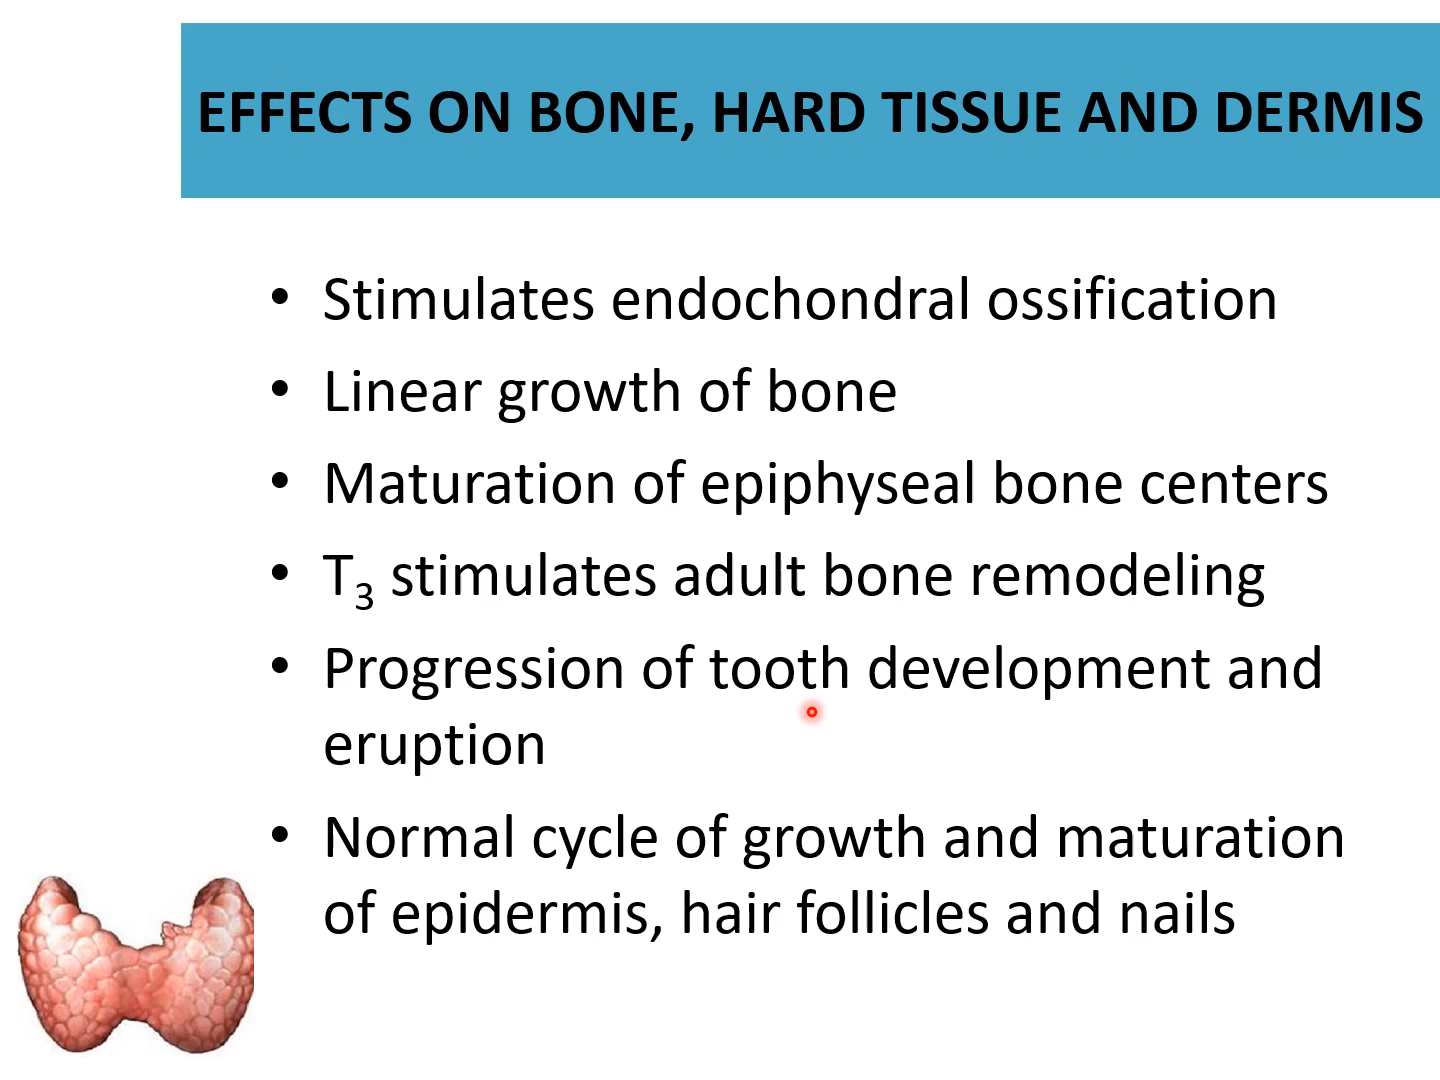 EFFECTS ON BONE, HARD TISSUE AND DERMIS
• Stimulates endochondral ossification
• Linear growth of bone
• Maturation of epiphyseal bone centers
• T₃ stimulates adult bone remodeling
• Progression of tooth development and
eruption
• Normal cycle of growth and maturation
of epidermis, hair follicles and nails